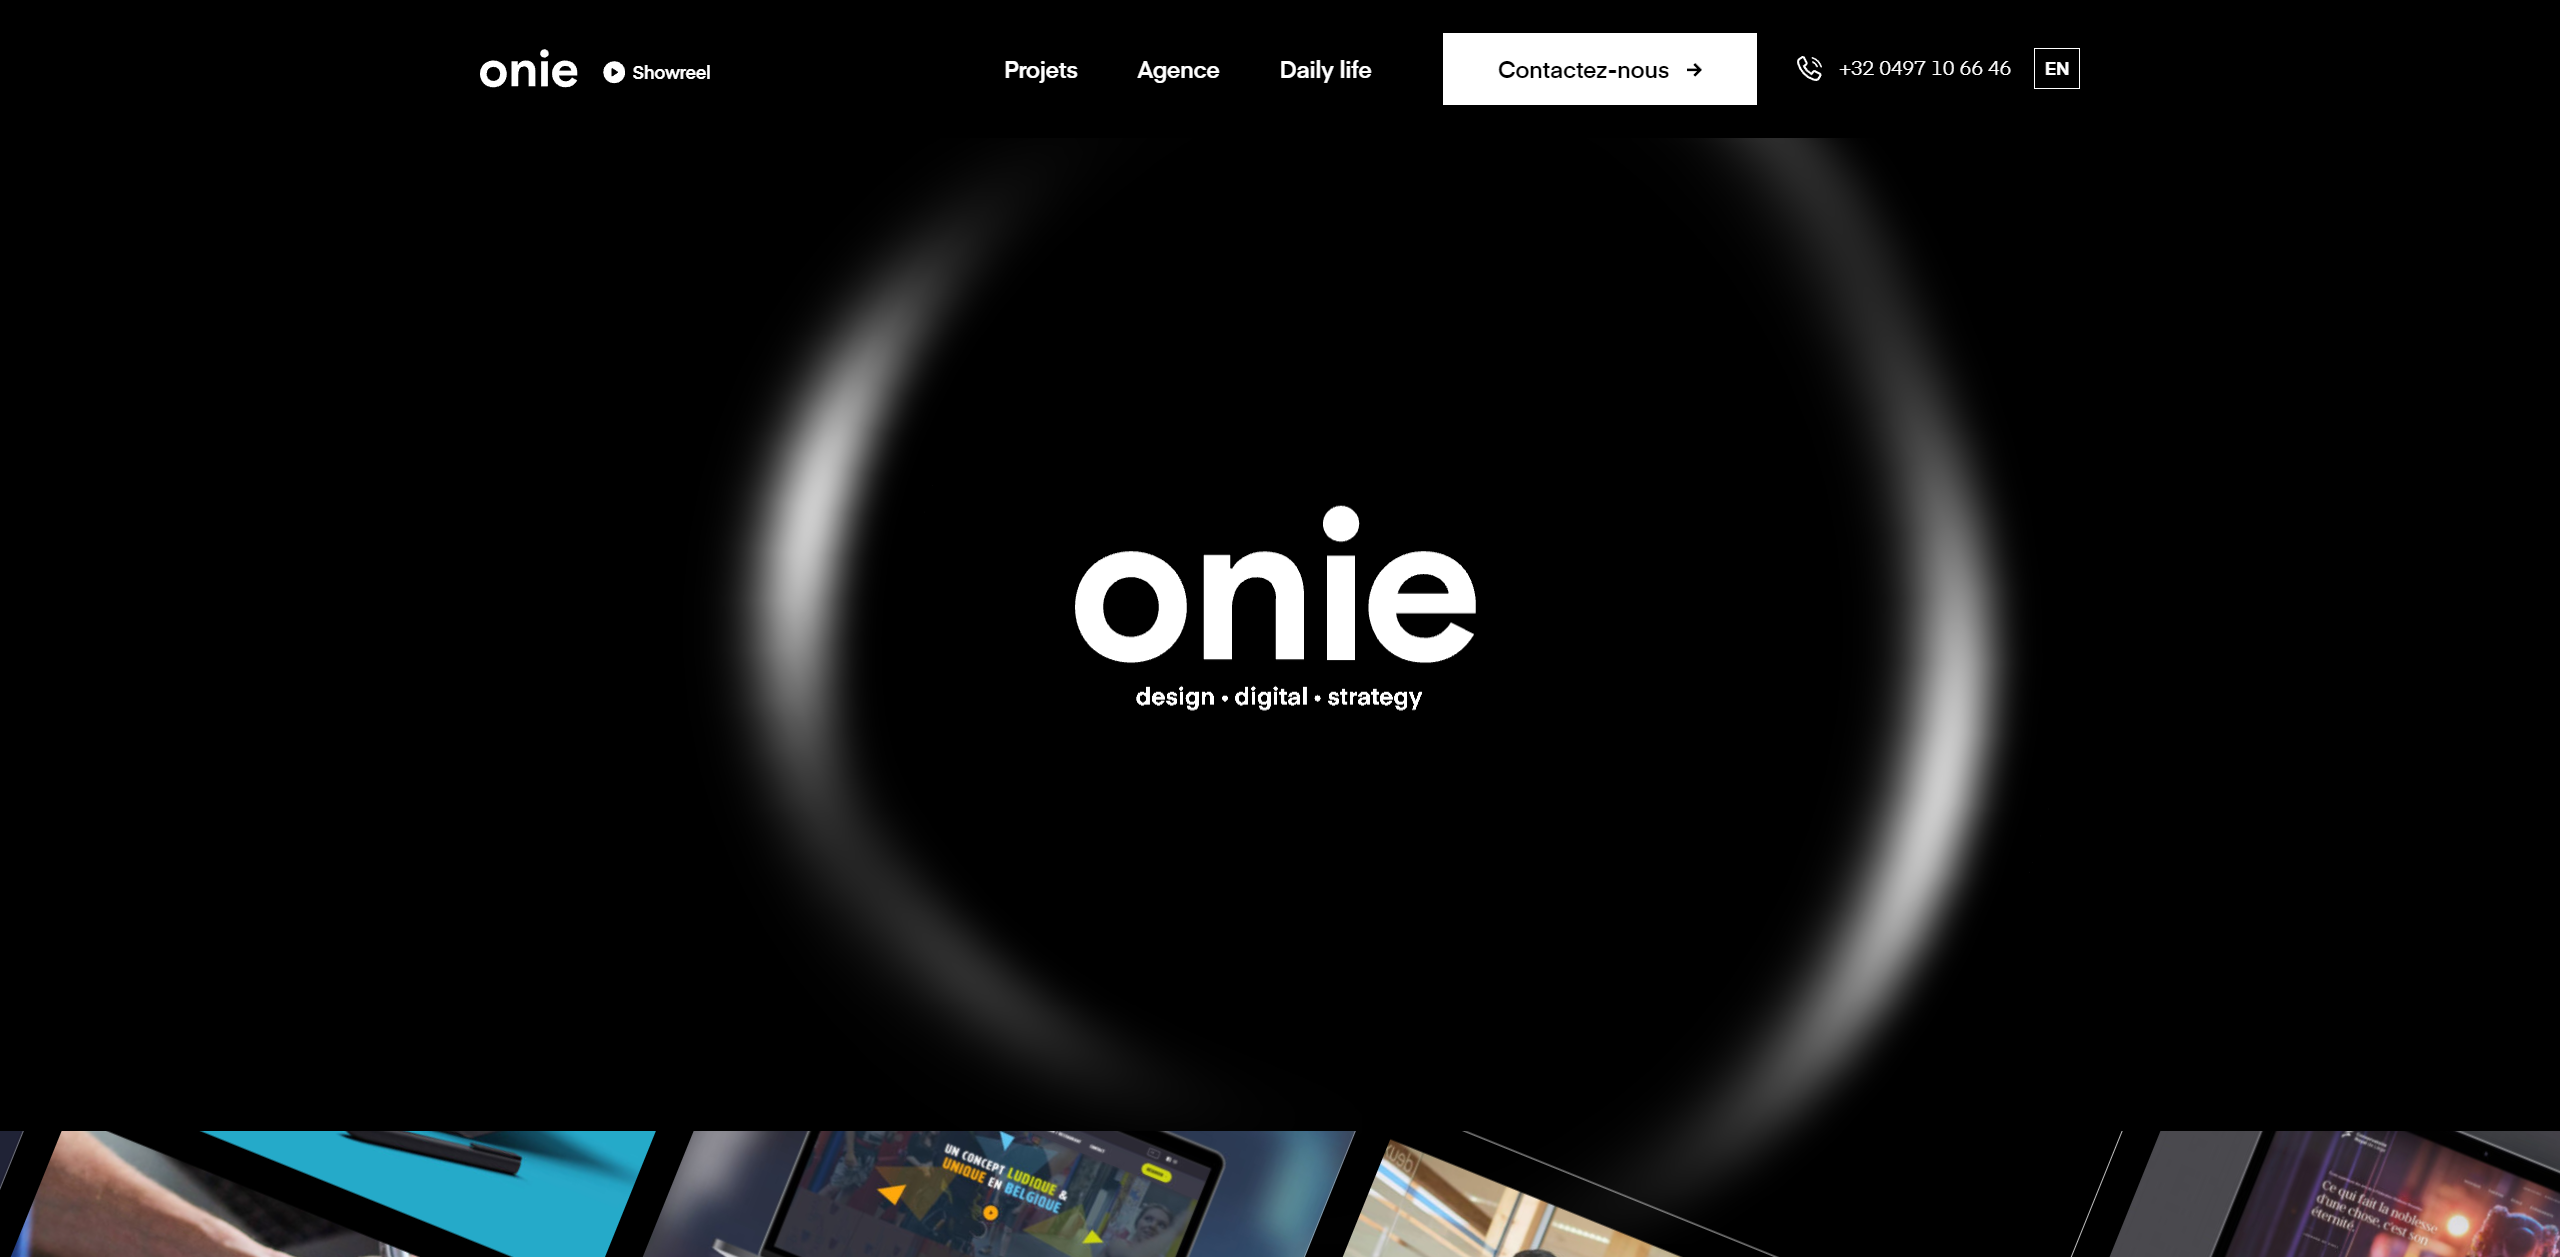 onie
Showreel
Projets
Agence
Daily life
Contactez-nous →
+32 0497 10 66 46
EN
onie
design • digital • strategy
UN CONCEPT LUDIQUE &
UNIQUE EN BELGIQUE
Ce qui fait la noblesse
d'une chose, c'est son
éternité.